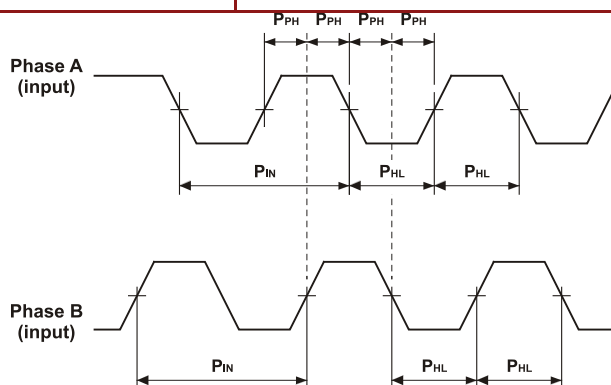 PPH PPH PPH PPH
Phase A
(input)
PIN PHL PHL
Phase B
(input)
PIN PHL PHL